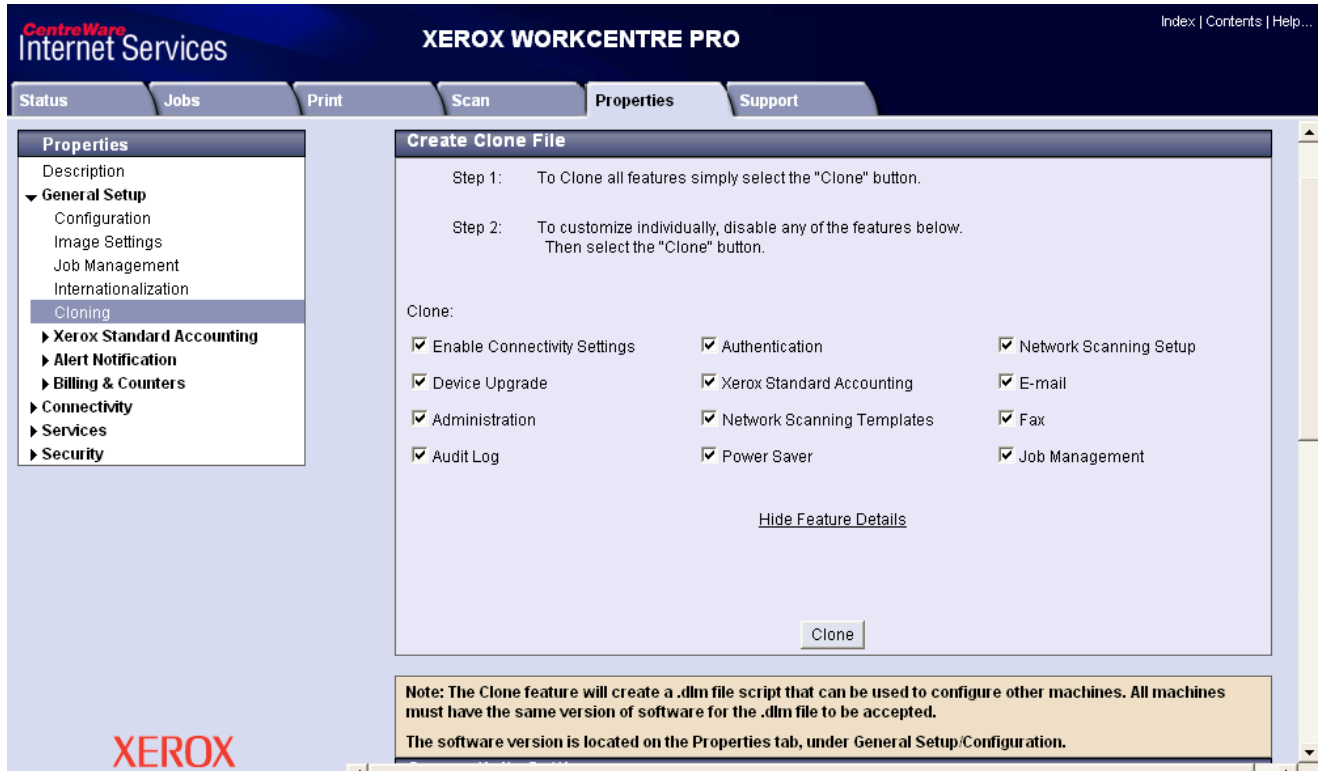 CentreWare
Internet Services
XEROX WORKCENTRE PRO
Index | Contents | Help...
Status
Jobs
Print
Scan
Properties
Support
Properties
Description
General Setup
Configuration
Image Settings
Job Management
Internationalization
Cloning
Xerox Standard Accounting
Alert Notification
Billing & Counters
Connectivity
Services
Security
XEROX
Create Clone File
Step 1: To Clone all features simply select the "Clone" button.
Step 2: To customize individually, disable any of the features below.
Then select the "Clone" button.
Clone:
Enable Connectivity Settings Authentication Network Scanning Setup
Device Upgrade Xerox Standard Accounting E-mail
Administration Network Scanning Templates Fax
Audit Log Power Saver Job Management
Hide Feature Details
Clone
Note: The Clone feature will create a .dlm file script that can be used to configure other machines. All machines
must have the same version of software for the .dlm file to be accepted.
The software version is located on the Properties tab, under General Setup/Configuration.